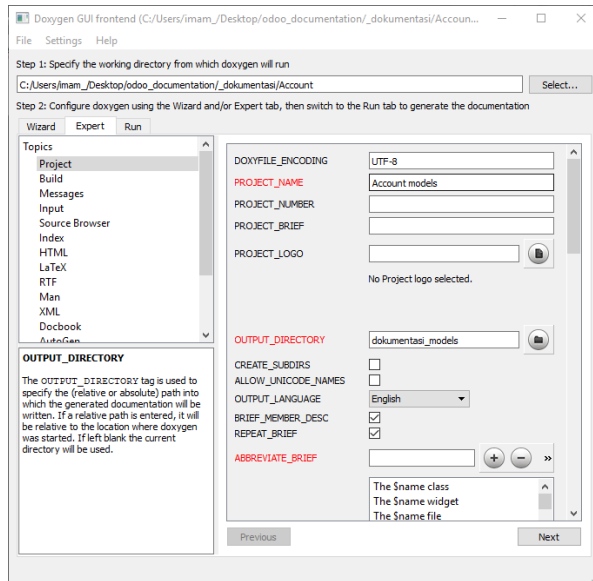 Doxygen GUI frontend (C:/Users/imam_/Desktop/odoo_documentation/_dokumentasi/Accoun...
File Settings Help
Step 1: Specify the working directory from which doxygen will run
C:/Users/imam_/Desktop/odoo_documentation/_dokumentasi/Account
Select...
Step 2: Configure doxygen using the Wizard and/or Expert tab, then switch to the Run tab to generate the documentation
Wizard Expert Run
Topics
Project
Build
Messages
Input
Source Browser
Index
HTML
LaTeX
RTF
Man
XML
Docbook
AutoGen
OUTPUT_DIRECTORY
The OUTPUT_DIRECTORY tag is used to
specify the (relative or absolute) path into
which the generated documentation will be
written. If a relative path is entered, it will
be relative to the location where doxygen
was started. If left blank the current
directory will be used.
DOXYFILE_ENCODING UTF-8
PROJECT_NAME Account models
PROJECT_NUMBER
PROJECT_BRIEF
PROJECT_LOGO
No Project logo selected.
OUTPUT_DIRECTORY dokumentasi_models
CREATE_SUBDIRS
ALLOW_UNICODE_NAMES
OUTPUT_LANGUAGE English
BRIEF_MEMBER_DESC
REPEAT_BRIEF
ABBREVIATE_BRIEF
The $name class
The $name widget
The $name file
Previous Next